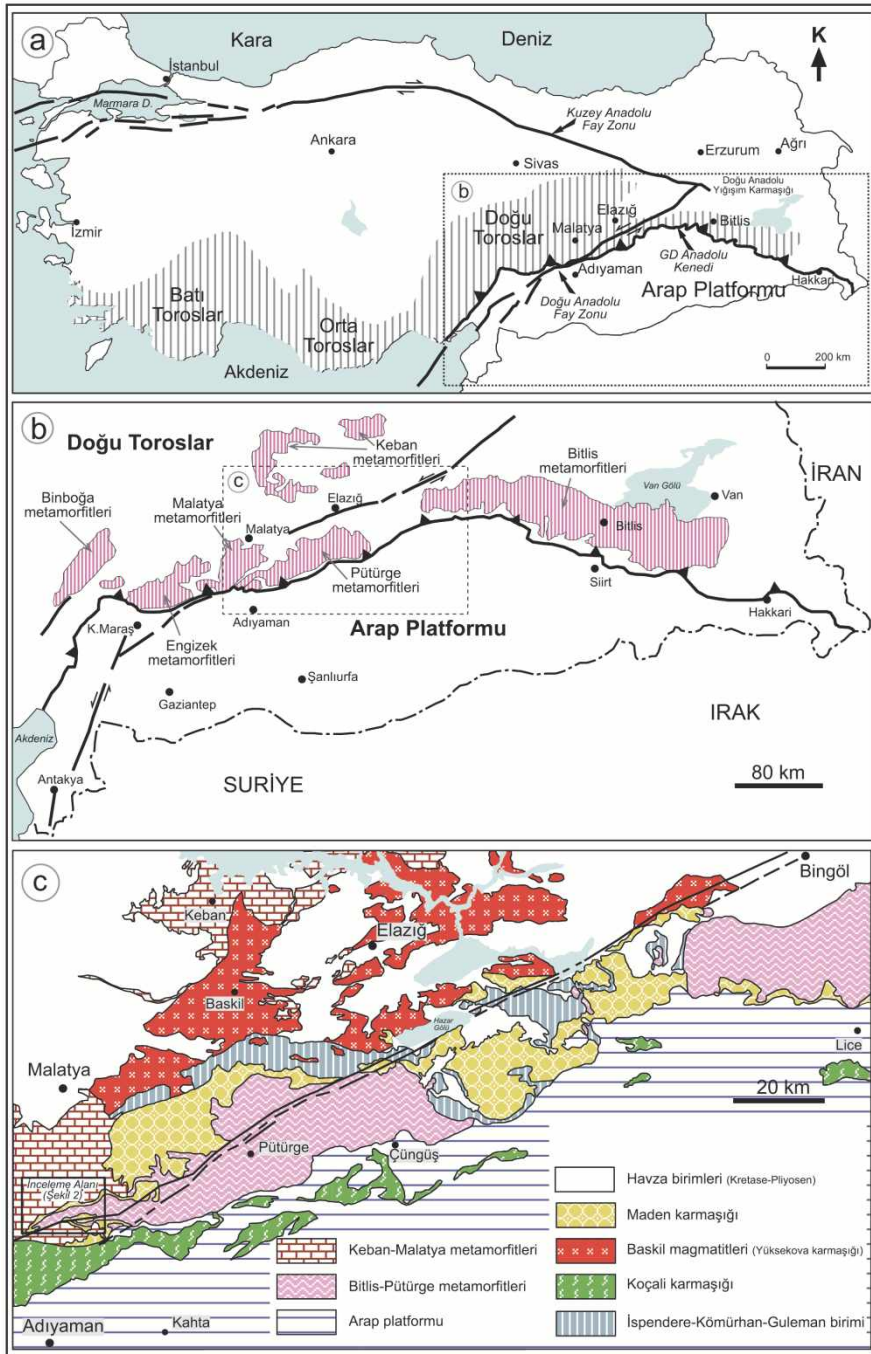 a
Kara
Deniz
K
İstanbul
Marmara D.
Kuzey Anadolu
Fay Zonu
Ankara
Sivas
Erzurum
Ağrı
b
Doğu Anadolu
Yığışım Karmaşığı
Doğu
Toroslar
Elazığ
Malatya
Bitlis
İzmir
GD Anadolu
Kenedi
Adıyaman
Hakkari
Batı
Toroslar
Doğu Anadolu
Fay Zonu
Arap Platformu
Orta
Toroslar
Akdeniz
0 200 km
b
Doğu Toroslar
Keban
metamorfitleri
Bitlis
metamorfitleri
İRAN
c
Van Gölü
Van
Binboğa
metamorfitleri
Malatya
metamorfitleri
Elazığ
Malatya
Bitlis
Pütürge
metamorfitleri
Siirt
Adıyaman
Hakkari
K.Maraş
Arap Platformu
Engizek
metamorfitleri
Şanlıurfa
Gaziantep
IRAK
Akdeniz
Antakya
SURİYE
80 km
c
Bingöl
Keban
Elazığ
Baskil
Hazar
Gölü
Lice
Malatya
20 km
Pütürge
Çüngüş
İnceleme Alanı
(Şekil 2)
Havza birimleri (Kretase-Pliyosen)
Maden karmaşığı
Keban-Malatya metamorfitleri
Baskil magmatitleri (Yüksekova karmaşığı)
Bitlis-Pütürge metamorfitleri
Koçali karmaşığı
Adıyaman
Kahta
Arap platformu
İspendere-Kömürhan-Guleman birimi